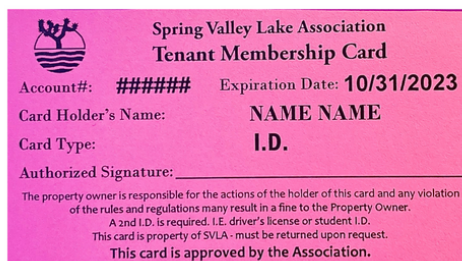 Spring Valley Lake Association
Tenant Membership Card
Account#: ###### Expiration Date: 10/31/2023
Card Holder's Name: NAME NAME
Card Type: I.D.
Authorized Signature:
The property owner is responsible for the actions of the holder of this card and any violation
of the rules and regulations many result in a fine to the Property Owner.
A 2nd I.D. is required. I.E. driver's license or student I.D.
This card is property of SVLA - must be returned upon request.
This card is approved by the Association.